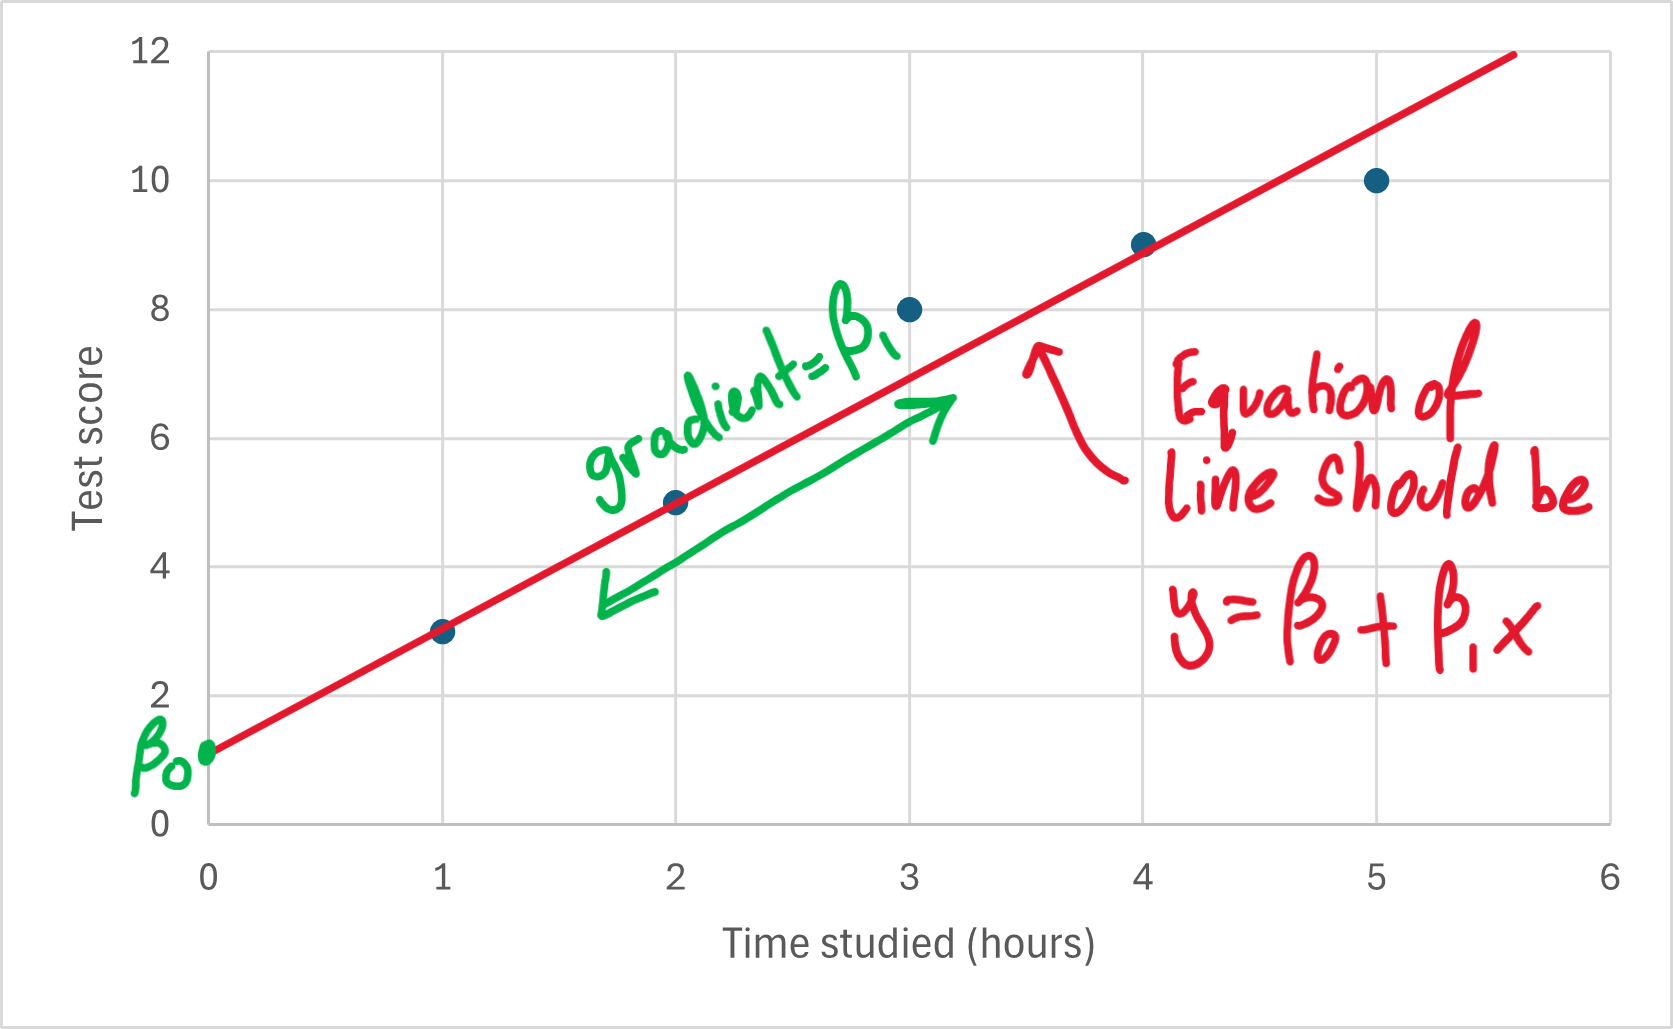 12
10
8
6
4
2
0
Test score
gradient = β₁
β₀
Equation of
Line should be
y = β₀ + β₁x
0 1 2 3 4 5 6
Time studied (hours)